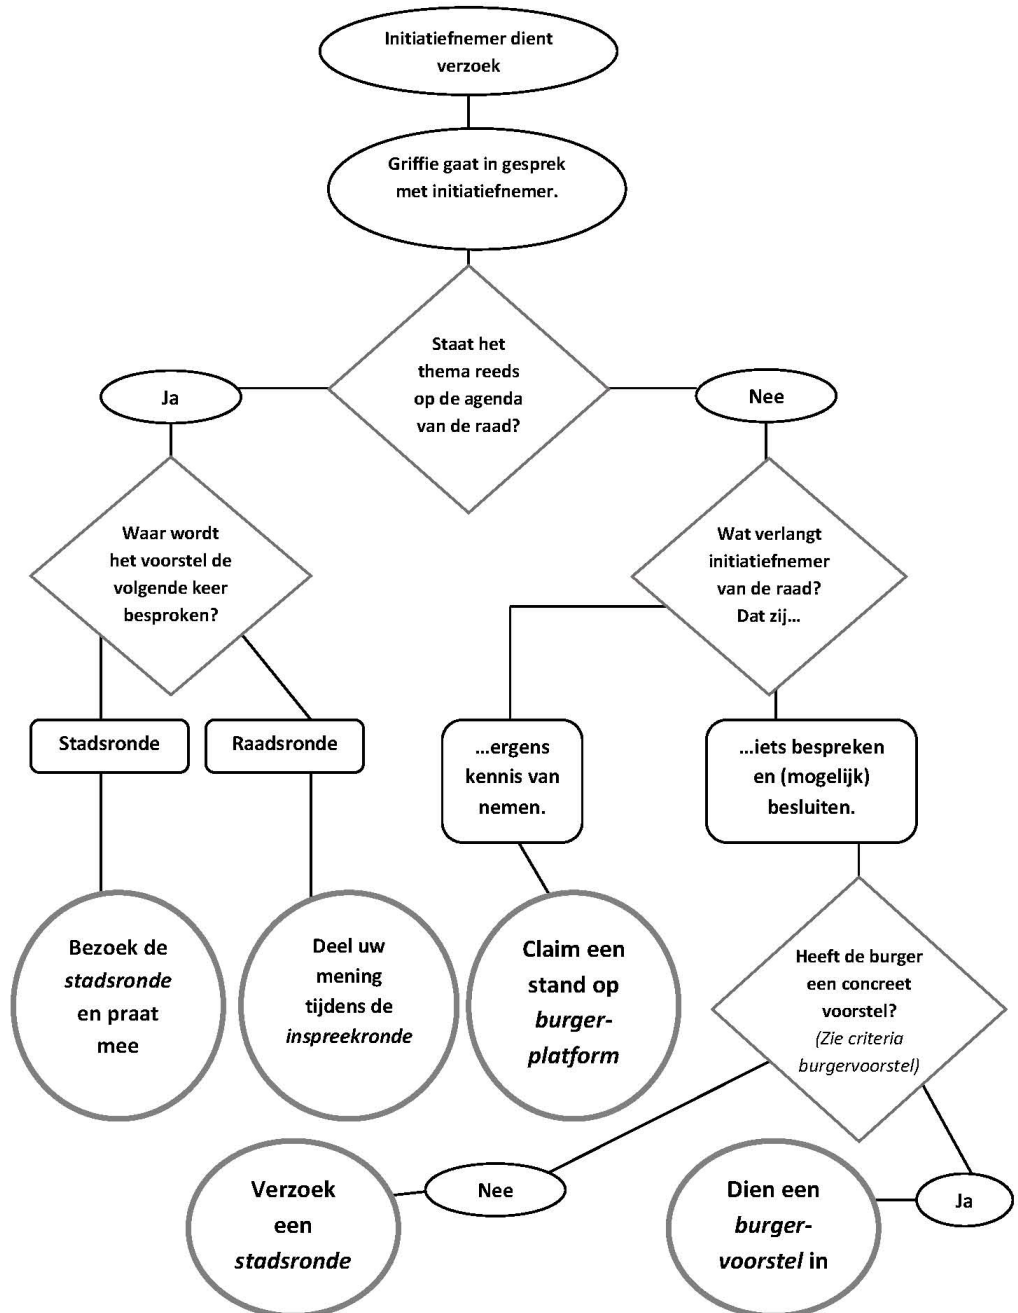 Initiatiefnemer dient
verzoek
Griffie gaat in gesprek
met initiatiefnemer.
Staat het
thema reeds
op de agenda
van de raad?
Ja
Nee
Waar wordt
het voorstel de
volgende keer
besproken?
Wat verlangt
initiatiefnemer
van de raad?
Dat zij...
Stadsronde
Raadsronde
...ergens
kennis van
nemen.
...iets bespreken
en (mogelijk)
besluiten.
Bezoek de
stadsronde
en praat
mee
Deel uw
mening
tijdens de
inspreekronde
Claim een
stand op
burger-
platform
Heeft de burger
een concreet
voorstel?
(Zie criteria
burgervoorstel)
Verzoek
een
stadsronde
Nee
Dien een
burger-
voorstel in
Ja